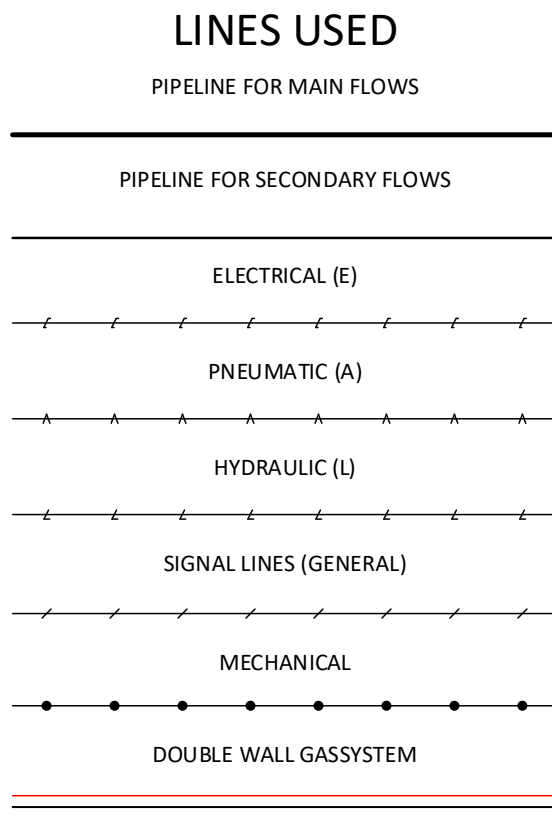 LINES USED
PIPELINE FOR MAIN FLOWS
PIPELINE FOR SECONDARY FLOWS
ELECTRICAL (E)
PNEUMATIC (A)
HYDRAULIC (L)
SIGNAL LINES (GENERAL)
MECHANICAL
DOUBLE WALL GASSYSTEM